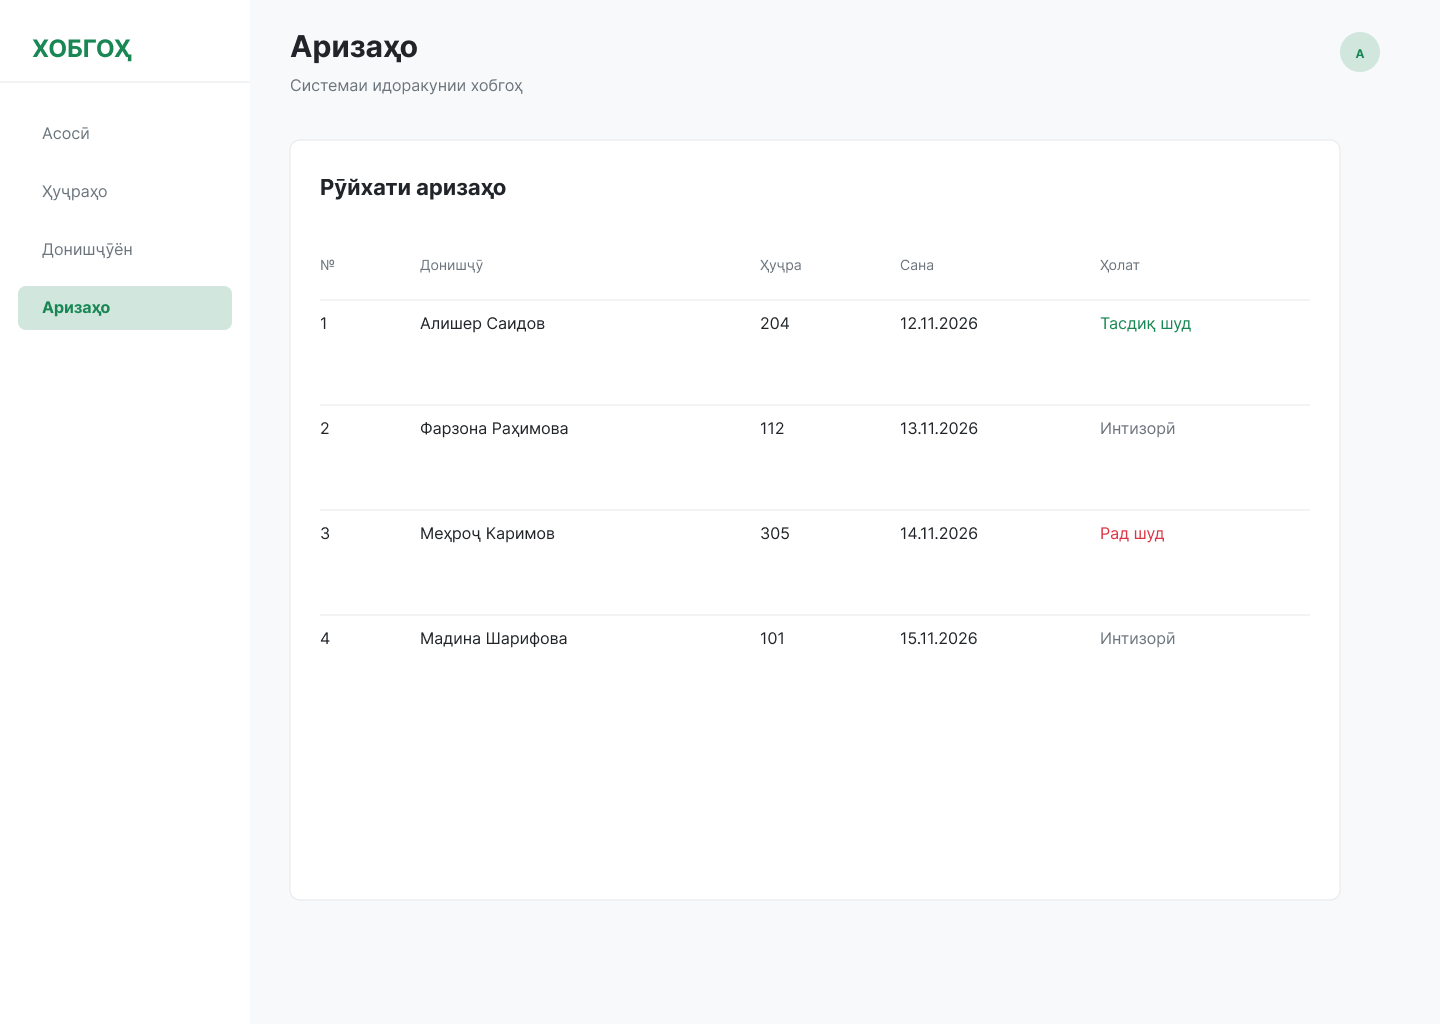 ХОБГОҲ
Асосӣ
Ҳуҷраҳо
Донишҷӯён
Аризаҳо
Аризаҳо
Системаи идоракунии хобгоҳ
А
Рӯйхати аризаҳо
№ Донишҷӯ Ҳуҷра Сана Ҳолат
1 Алишер Саидов 204 12.11.2026 Тасдиқ шуд
2 Фарзона Раҳимова 112 13.11.2026 Интизорӣ
3 Меҳроҷ Каримов 305 14.11.2026 Рад шуд
4 Мадина Шарифова 101 15.11.2026 Интизорӣ